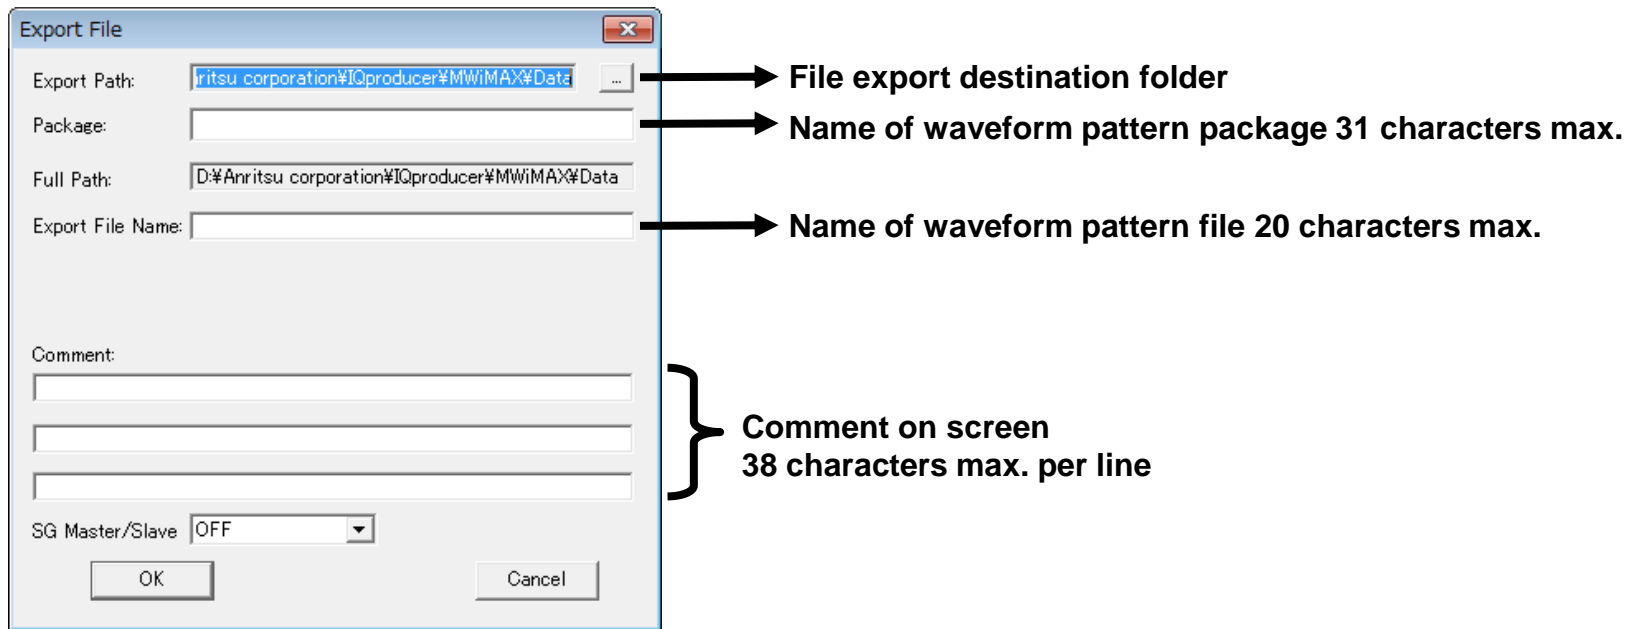 Export File
Export Path: ritsu corporation¥IQproducer¥MWiMAX¥Data ... File export destination folder
Package: Name of waveform pattern package 31 characters max.
Full Path: D:¥Anritsu corporation¥IQproducer¥MWiMAX¥Data
Export File Name: Name of waveform pattern file 20 characters max.
Comment:
Comment on screen
38 characters max. per line
SG Master/Slave OFF
OK Cancel